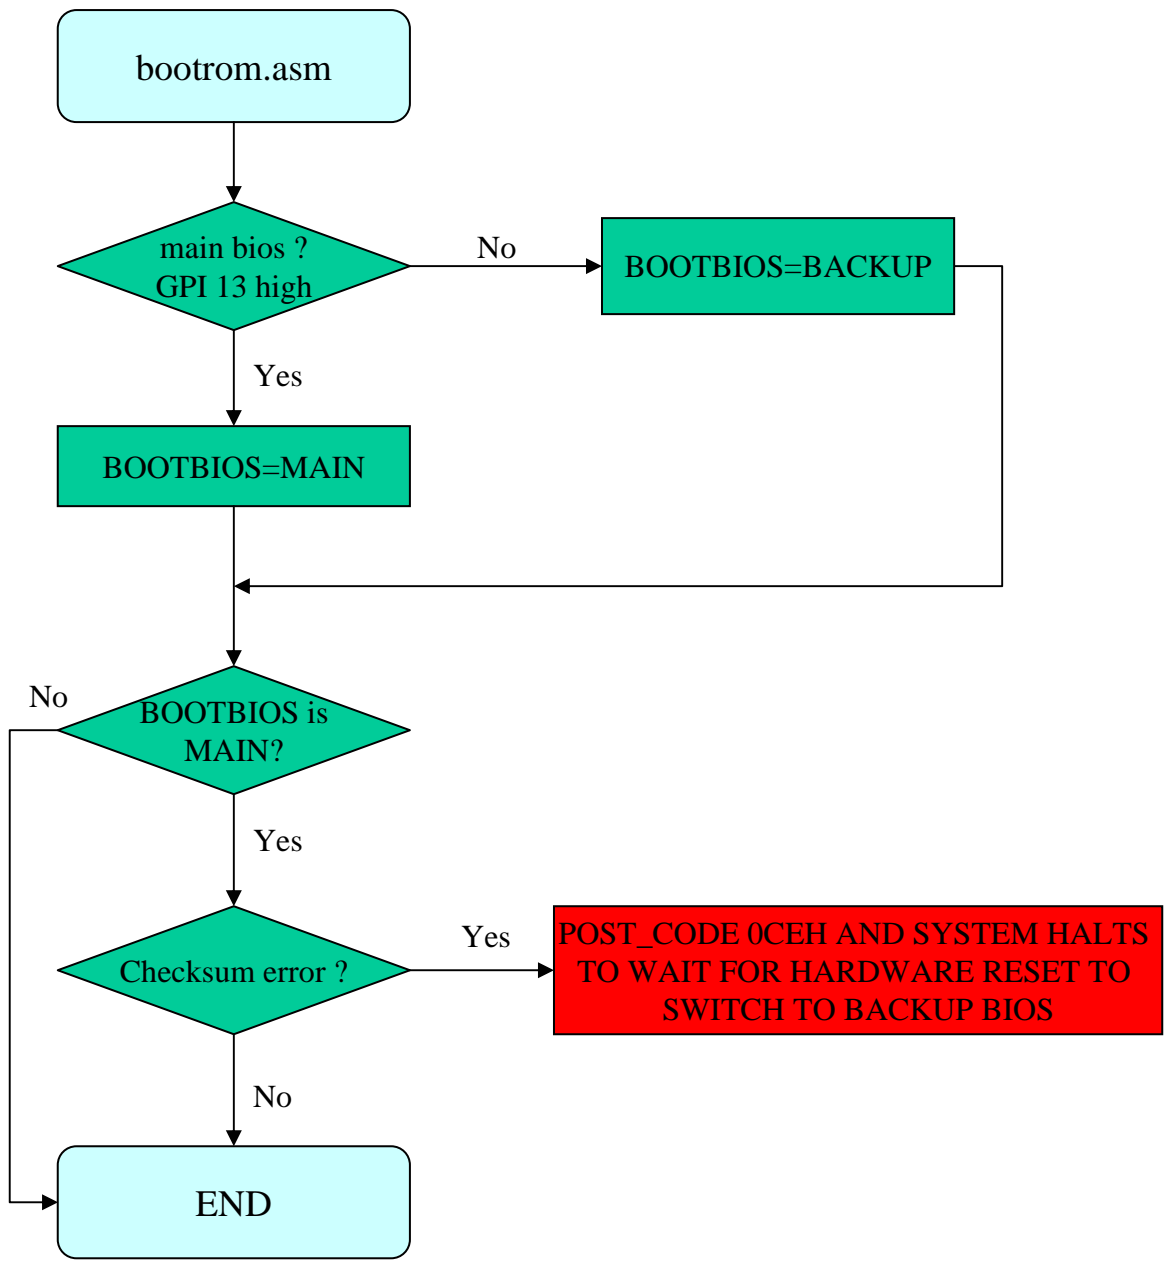 bootrom.asm
main bios ?
GPI 13 high
No
BOOTBIOS=BACKUP
Yes
BOOTBIOS=MAIN
No
BOOTBIOS is
MAIN?
Yes
Checksum error ?
Yes
POST_CODE 0CEH AND SYSTEM HALTS
TO WAIT FOR HARDWARE RESET TO
SWITCH TO BACKUP BIOS
No
END